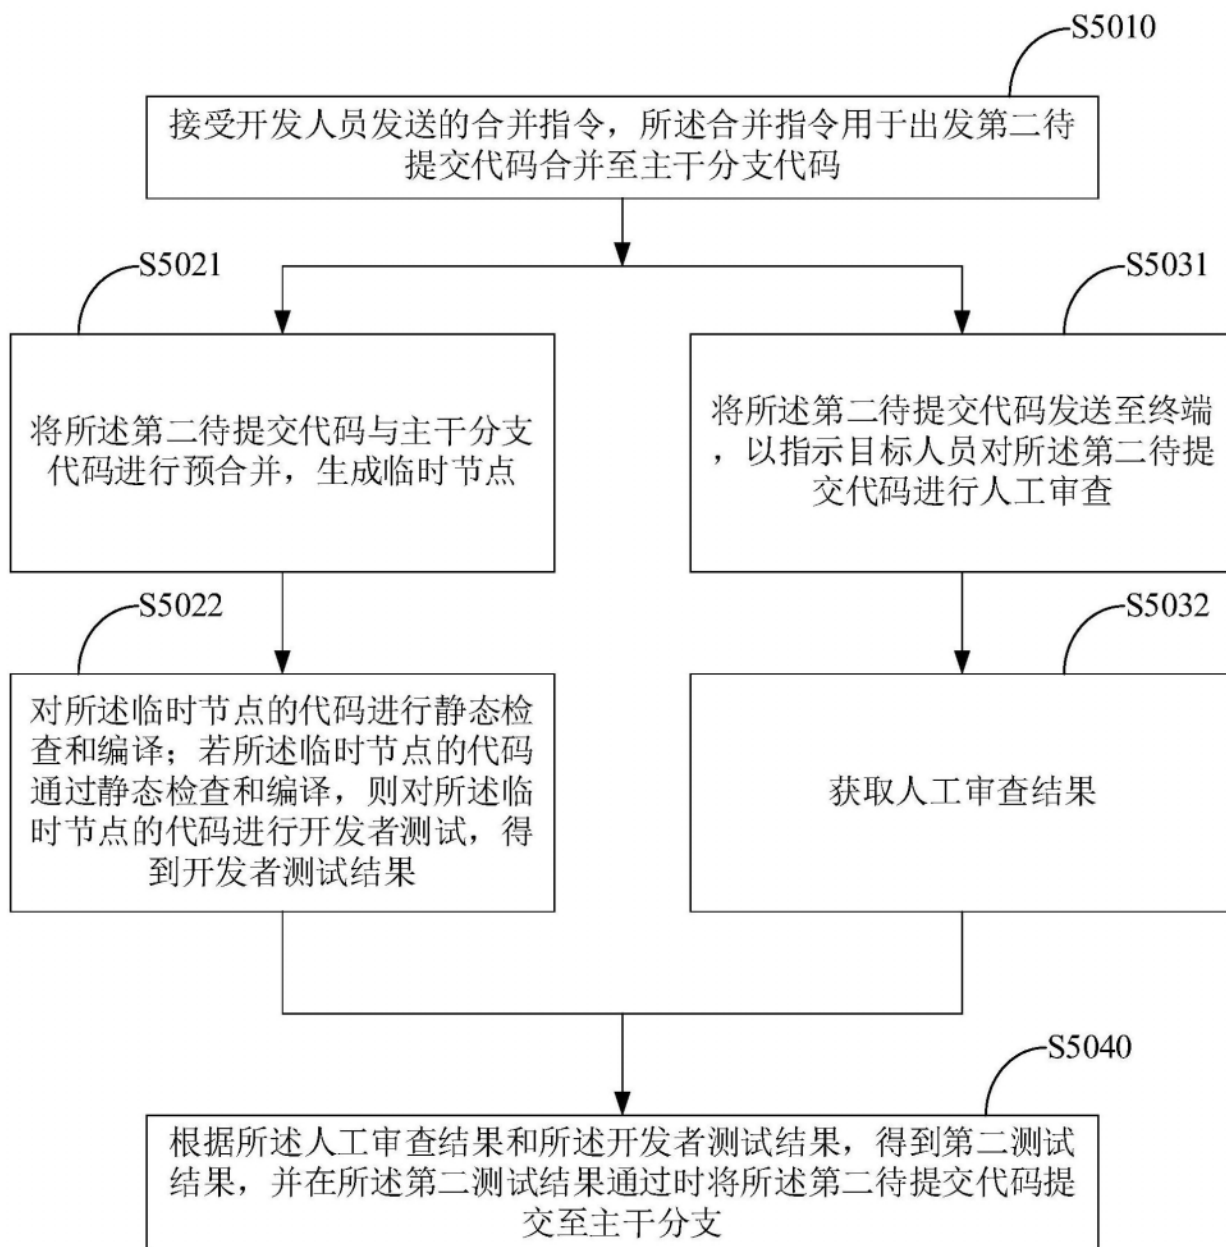 S5010
接受开发人员发送的合并指令，所述合并指令用于出发第二待
提交代码合并至主干分支代码
S5021
将所述第二待提交代码与主干分支
代码进行预合并，生成临时节点
S5031
将所述第二待提交代码发送至终端
，以指示目标人员对所述第二待提
交代码进行人工审查
S5022
对所述临时节点的代码进行静态检
查和编译；若所述临时节点的代码
通过静态检查和编译，则对所述临
时节点的代码进行开发者测试，得
到开发者测试结果
S5032
获取人工审查结果
S5040
根据所述人工审查结果和所述开发者测试结果，得到第二测试
结果，并在所述第二测试结果通过时将所述第二待提交代码提
交至主干分支